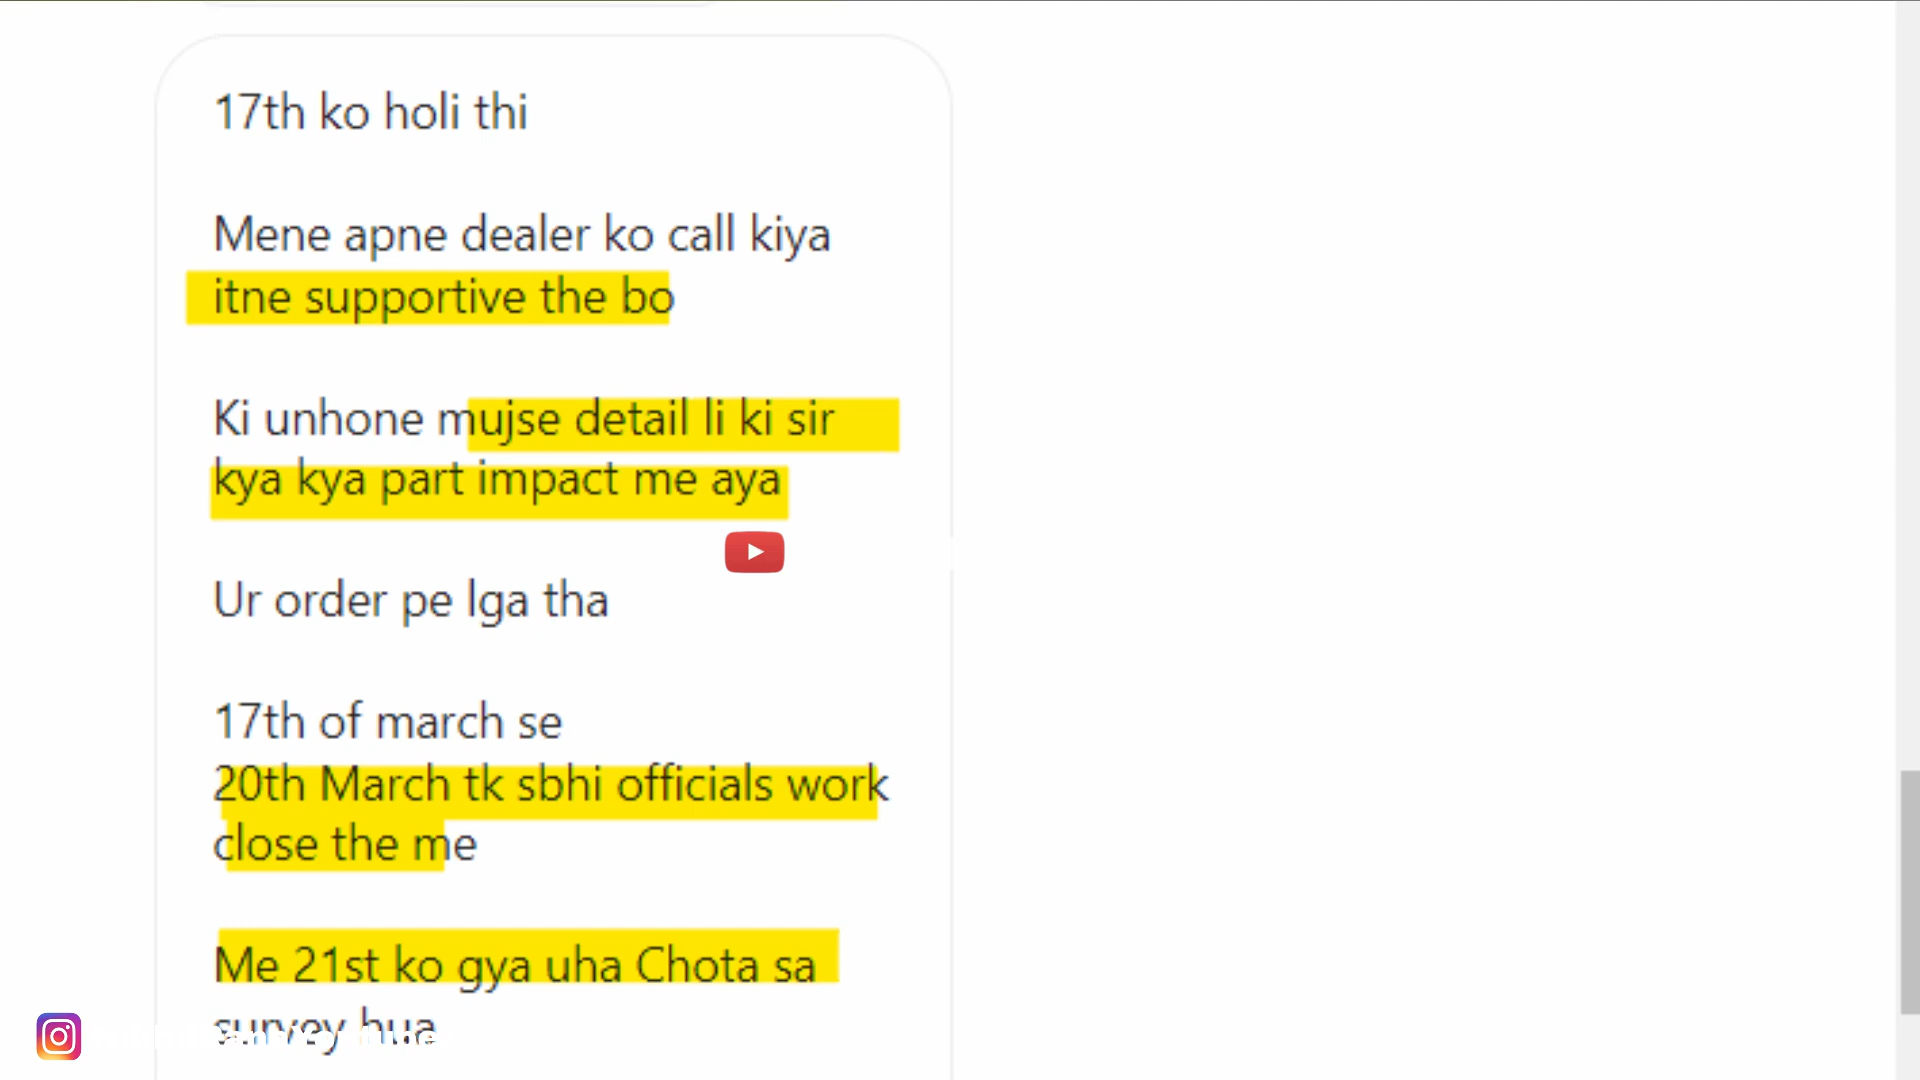 17th ko holi thi
Mene apne dealer ko call kiya
itne supportive the bo
Ki unhone mujse detail li ki sir
kya kya part impact me aya
Ur order pe lga tha
17th of march se
20th March tk sbhi officials work
close the me
Me 21st ko gya uha Chota sa
survey hua